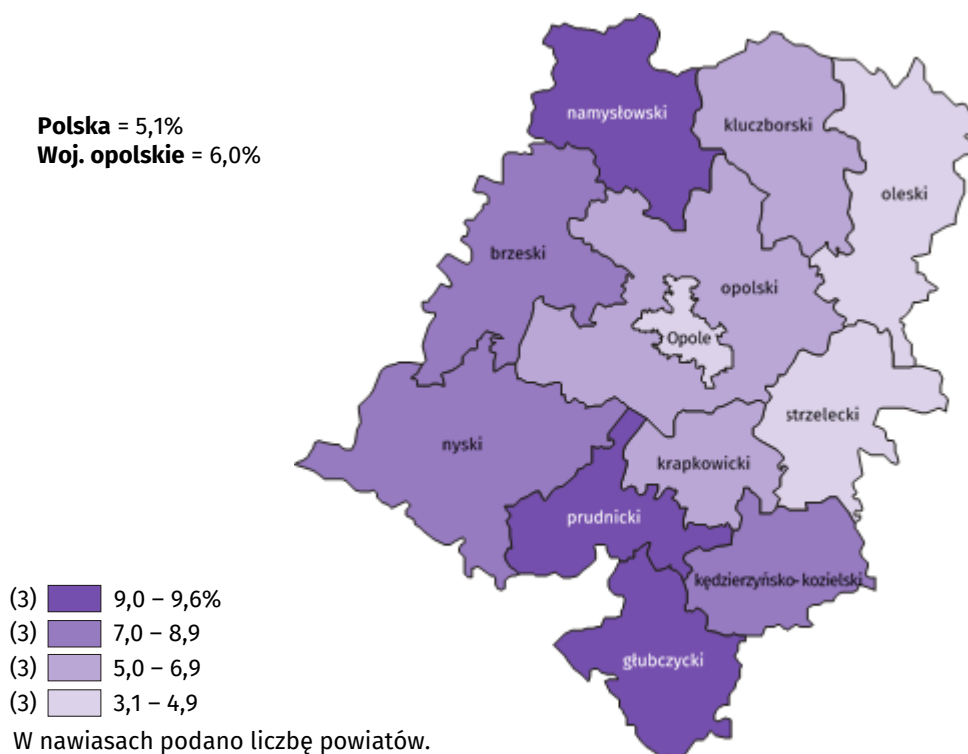 Polska = 5,1%
Woj. opolskie = 6,0%
namysłowski
kluczborski
oleski
brzeski
opolski
Opole
strzelecki
nyski
krapkowicki
prudnicki
kędzierzyńsko-kozielski
głubczycki
(3) 9,0 – 9,6%
(3) 7,0 – 8,9
(3) 5,0 – 6,9
(3) 3,1 – 4,9
W nawiasach podano liczbę powiatów.